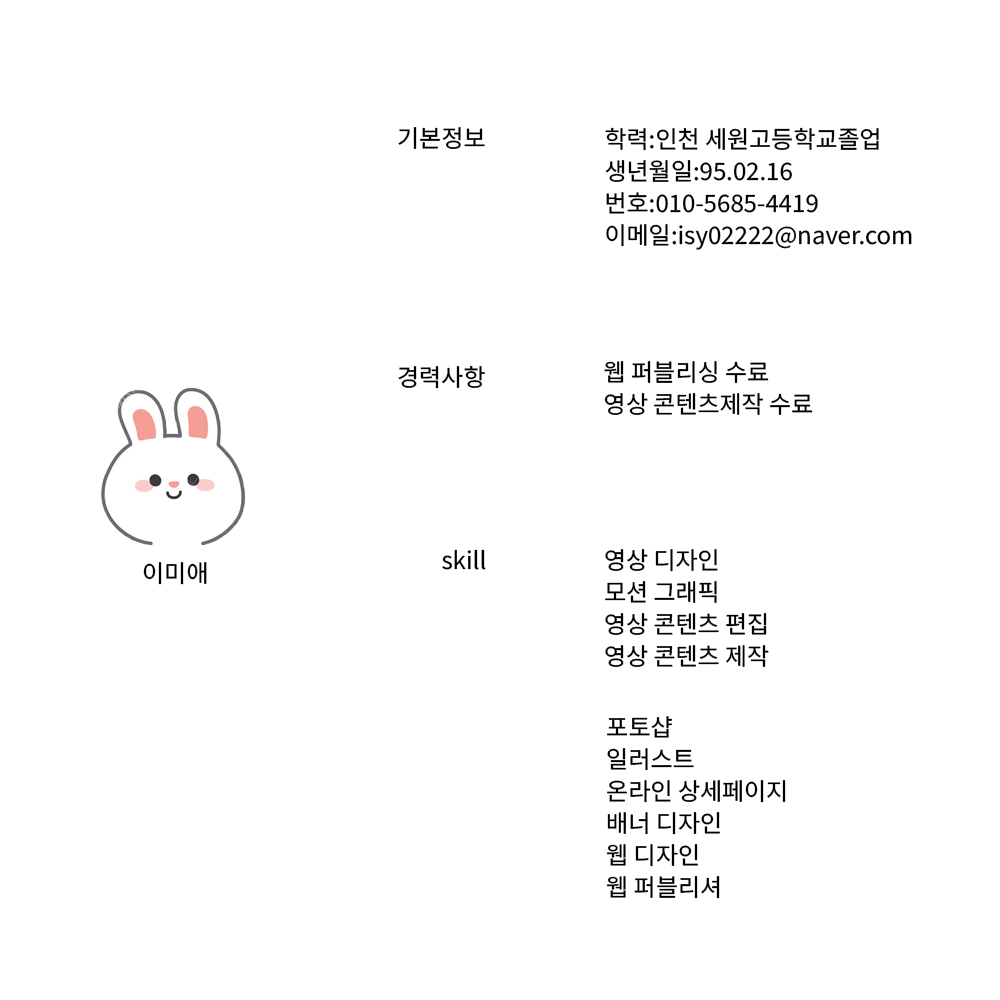 기본정보
학력:인천 세원고등학교졸업
생년월일:95.02.16
번호:010-5685-4419
이메일:isy02222@naver.com
경력사항
웹 퍼블리싱 수료
영상 콘텐츠제작 수료
이미애
skill
영상 디자인
모션 그래픽
영상 콘텐츠 편집
영상 콘텐츠 제작
포토샵
일러스트
온라인 상세페이지
배너 디자인
웹 디자인
웹 퍼블리셔